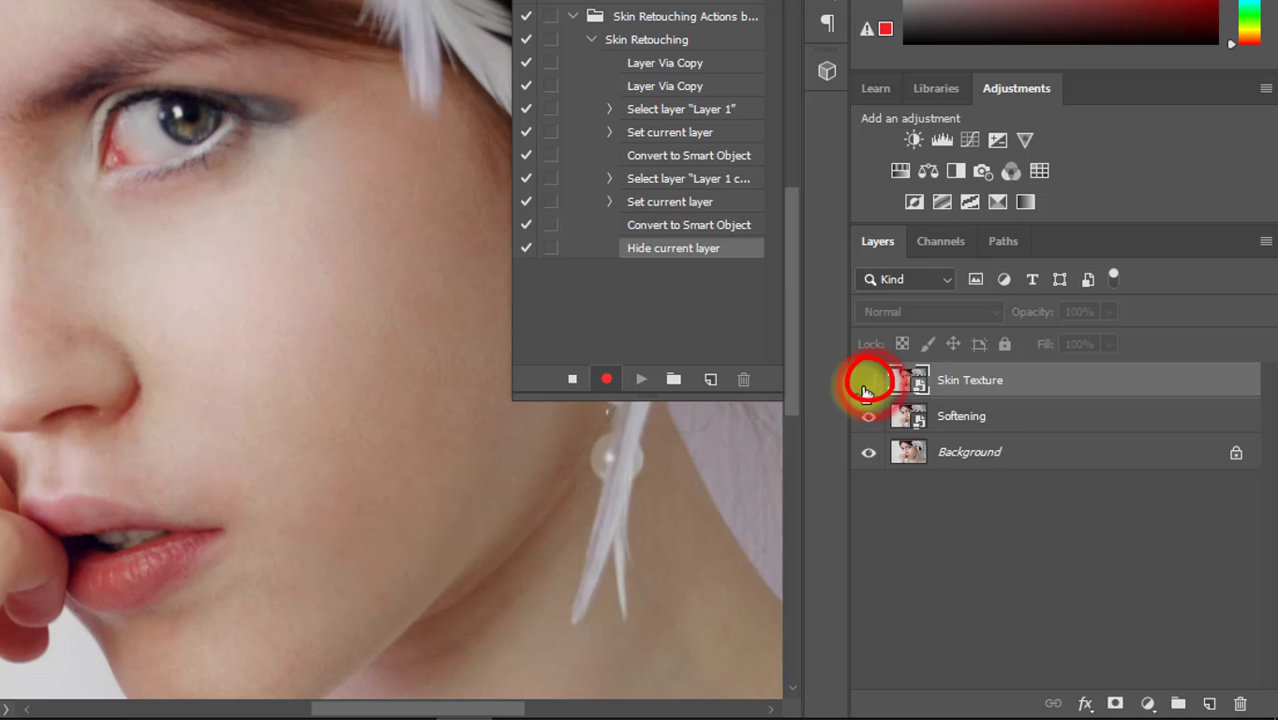 Skin Retouching Actions b...
Skin Retouching
Layer Via Copy
Layer Via Copy
Select layer "Layer 1"
Set current layer
Convert to Smart Object
Select layer "Layer 1 c...
Set current layer
Convert to Smart Object
Hide current layer
Learn
Libraries
Adjustments
Add an adjustment
Layers
Channels
Paths
Kind
Normal
Opacity: 100%
Lock:
Fill: 100%
Skin Texture
Softening
Background
fx